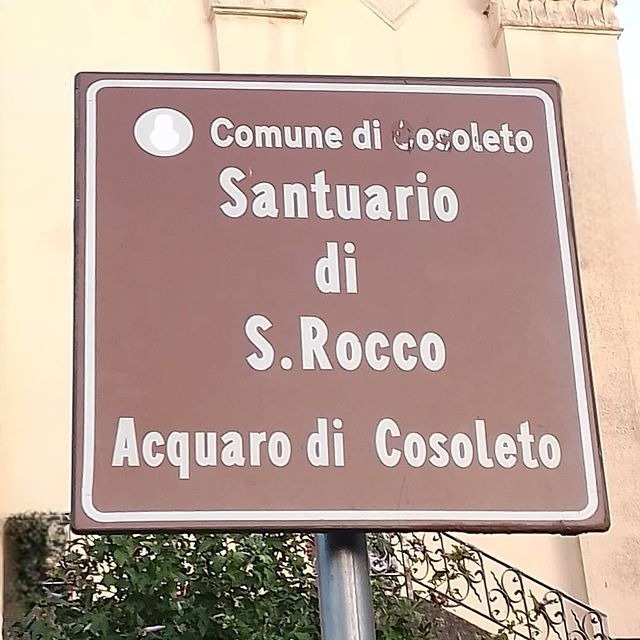 Comune di Cosoleto
Santuario
di
S.Rocco
Acquaro di Cosoleto